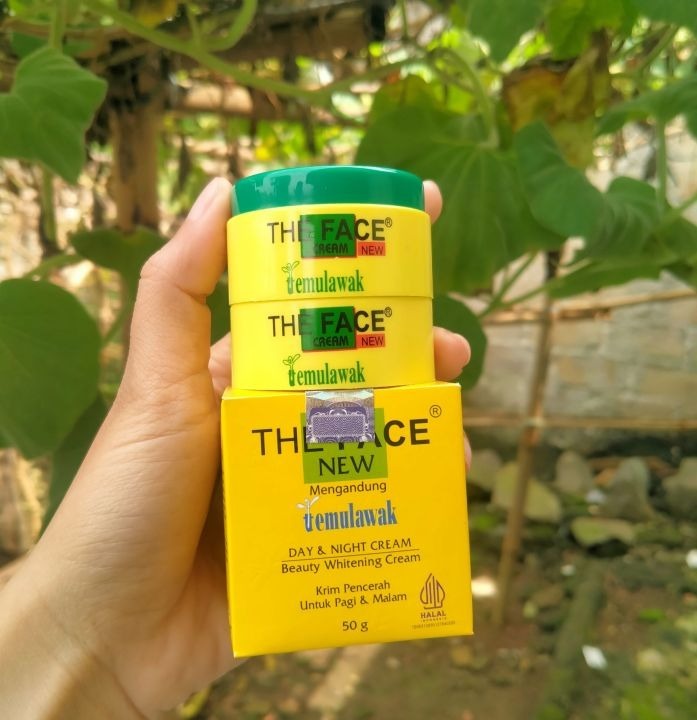 THE FACE®
CREAM NEW
temulawak
THE FACE®
CREAM NEW
temulawak
THE FACE®
NEW
Mengandung
temulawak
DAY & NIGHT CREAM
Beauty Whitening Cream
Krim Pencerah
Untuk Pagi & Malam
HALAL
INDONESIA
50 g